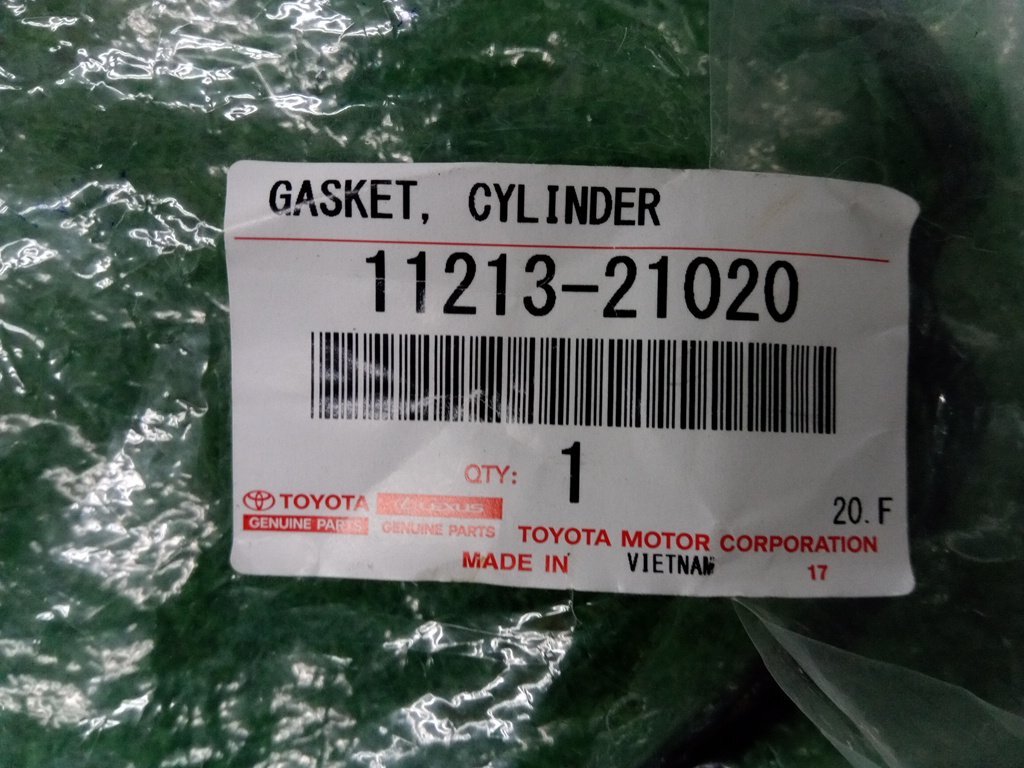 GASKET, CYLINDER
11213-21020
QTY: 1
20. F
TOYOTA LEXUS
GENUINE PARTS GENUINE PARTS
TOYOTA MOTOR CORPORATION
MADE IN VIETNAM 17